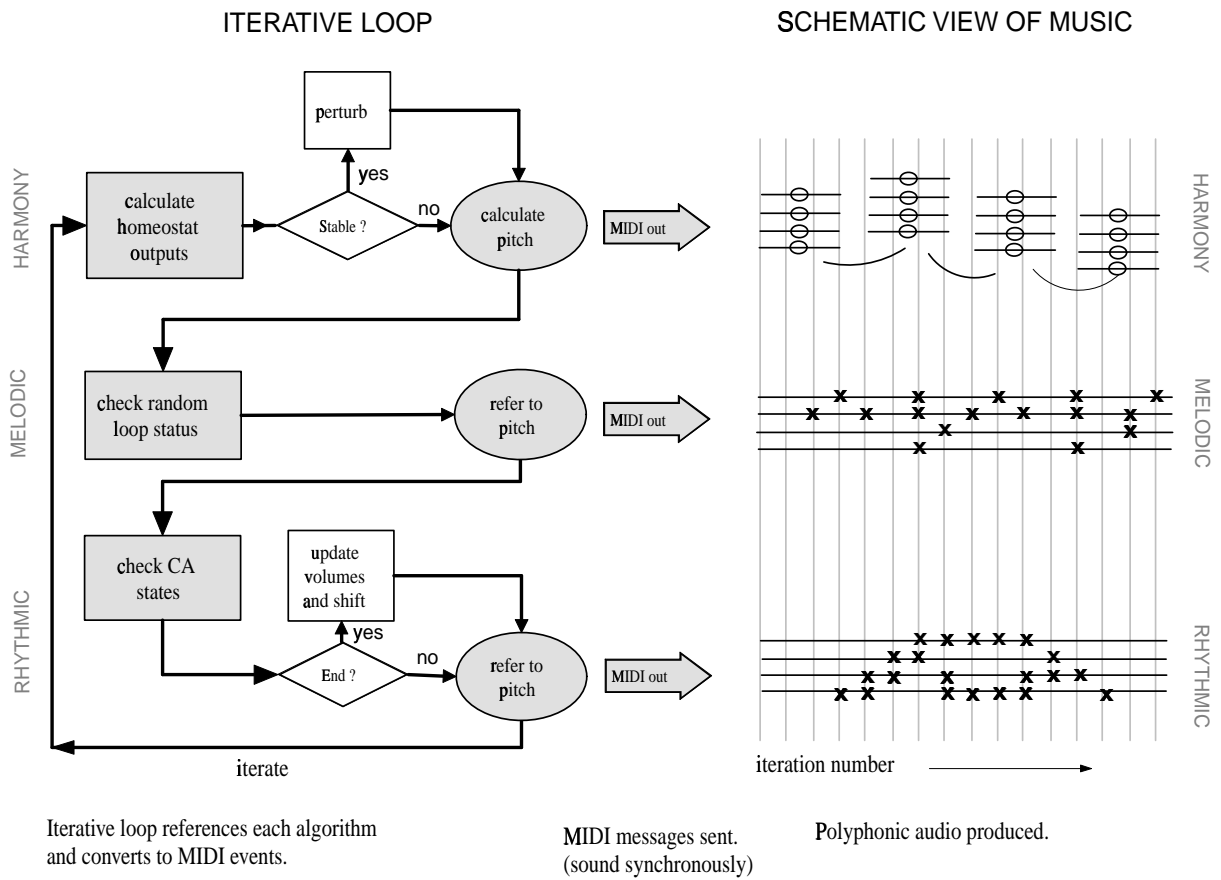 ITERATIVE LOOP
SCHEMATIC VIEW OF MUSIC
HARMONY
perturb
yes
calculate
homeostat
outputs
Stable ?
no
calculate
pitch
MIDI out
HARMONY
MELODIC
check random
loop status
refer to
pitch
MIDI out
MELODIC
RHYTHMIC
check CA
states
update
volumes
and shift
yes
End ?
no
refer to
pitch
MIDI out
RHYTHMIC
iterate
iteration number
Iterative loop references each algorithm
and converts to MIDI events.
MIDI messages sent.
(sound synchronously)
Polyphonic audio produced.